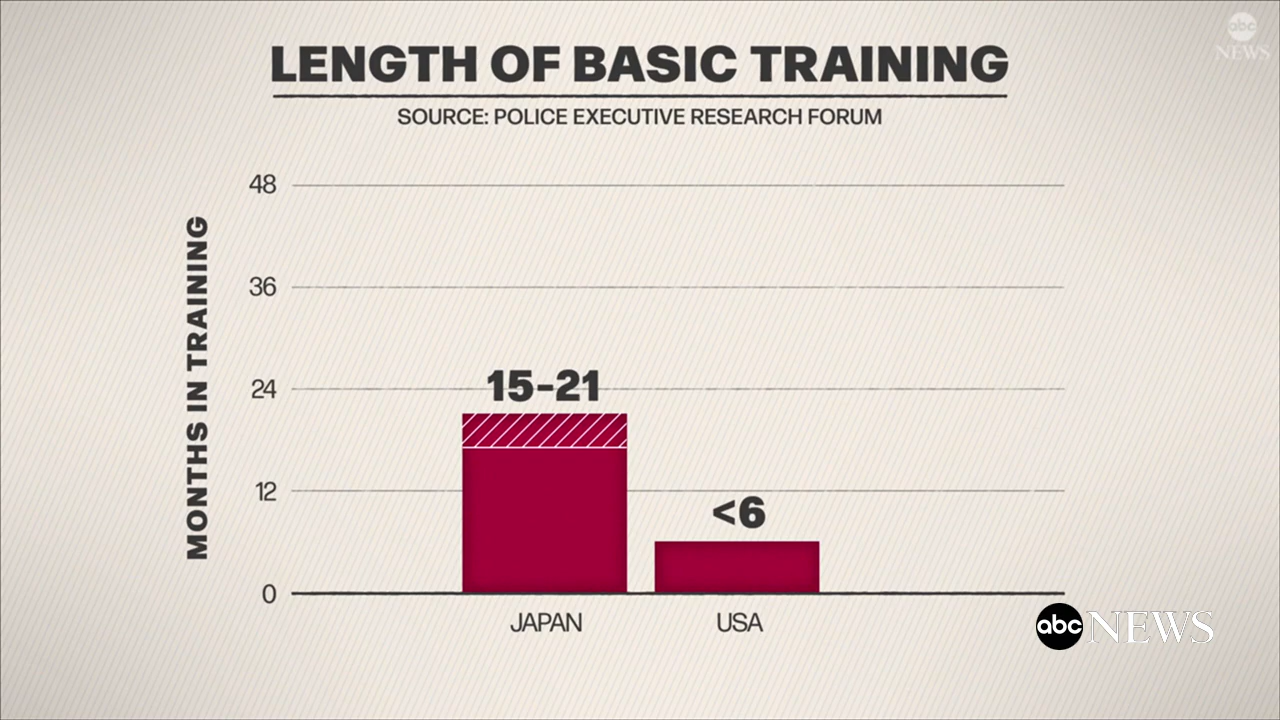 abc
NEWS
LENGTH OF BASIC TRAINING
SOURCE: POLICE EXECUTIVE RESEARCH FORUM
MONTHS IN TRAINING
48
36
24
12
0
15-21
<6
JAPAN
USA
abc NEWS